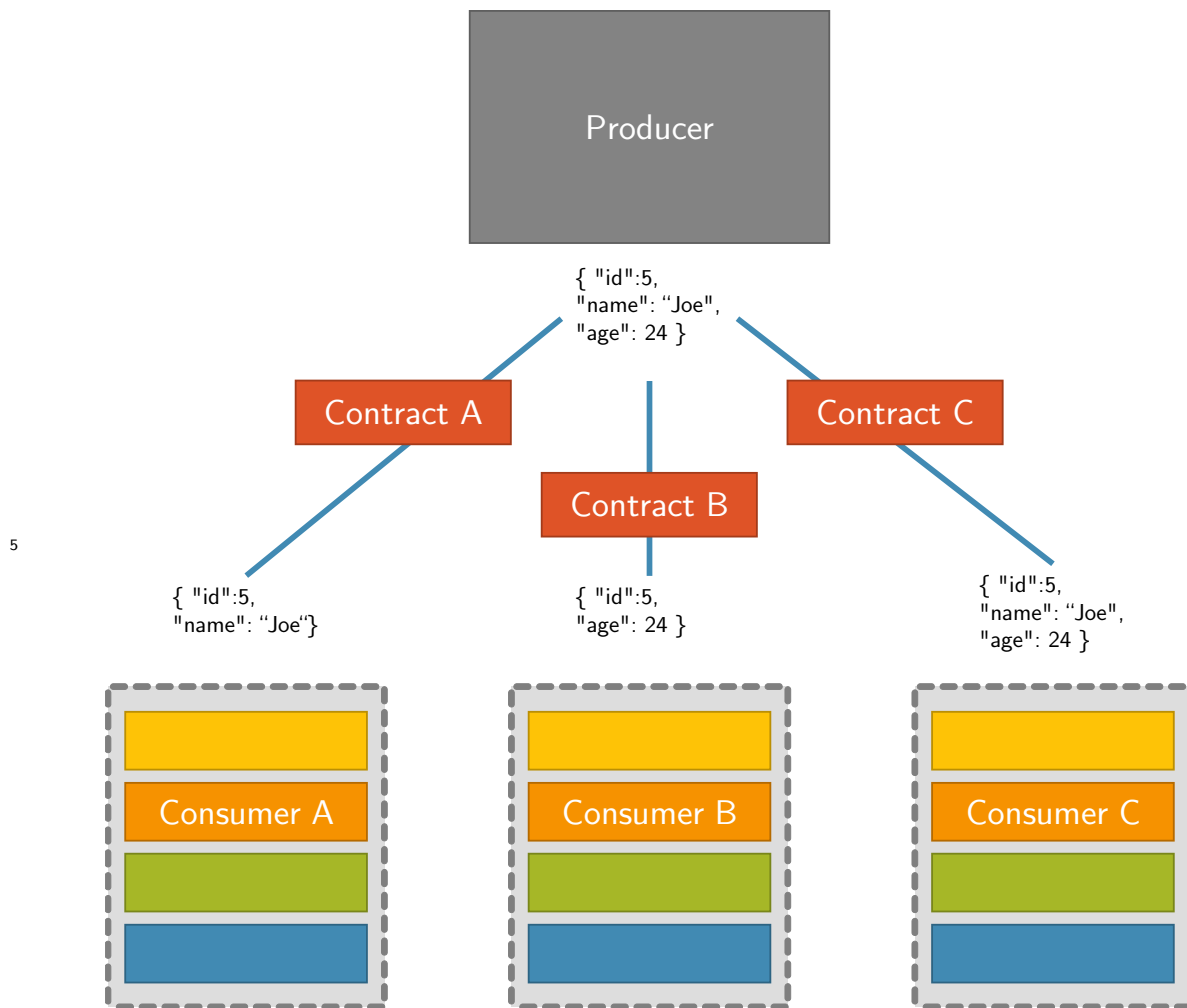 Producer
{ "id":5,
"name": “Joe",
"age": 24 }
Contract A
Contract C
Contract B
5
{ "id":5,
"name": “Joe“}
{ "id":5,
"age": 24 }
{ "id":5,
"name": “Joe",
"age": 24 }
Consumer A
Consumer B
Consumer C